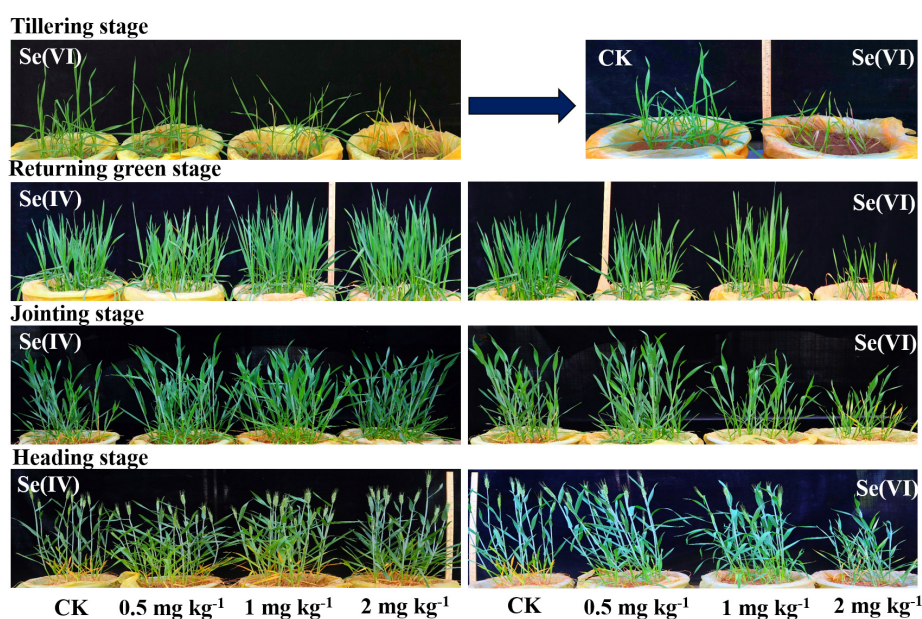 Tillering stage
Se(VI)
CK Se(VI)
Returning green stage
Se(IV) Se(VI)
Jointing stage
Se(IV) Se(VI)
Heading stage
Se(IV) Se(VI)
CK 0.5 mg kg⁻¹ 1 mg kg⁻¹ 2 mg kg⁻¹ CK 0.5 mg kg⁻¹ 1 mg kg⁻¹ 2 mg kg⁻¹